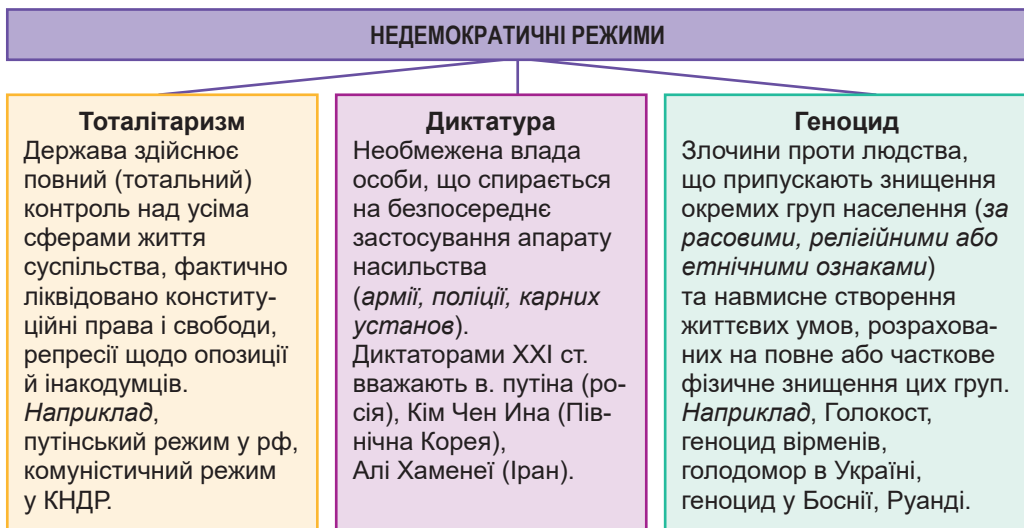 НЕДЕМОКРАТИЧНІ РЕЖИМИ
Тоталітаризм
Держава здійснює
повний (тотальний)
контроль над усіма
сферами життя
суспільства, фактично
ліквідовано конститу-
ційні права і свободи,
репресії щодо опозиції
й інакодумців.
Наприклад,
путінський режим у рф,
комуністичний режим
у КНДР.
Диктатура
Необмежена влада
особи, що спирається
на безпосереднє
застосування апарату
насильства
(армії, поліції, карних
установ).
Диктаторами XXI ст.
вважають в. путіна (ро-
сія), Кім Чен Ина (Пів-
нічна Корея),
Алі Хаменеї (Іран).
Геноцид
Злочини проти людства,
що припускають знищення
окремих груп населення (за
расовими, релігійними або
етнічними ознаками)
та навмисне створення
життєвих умов, розрахова-
них на повне або часткове
фізичне знищення цих груп.
Наприклад, Голокост,
геноцид вірменів,
голодомор в Україні,
геноцид у Боснії, Руанді.